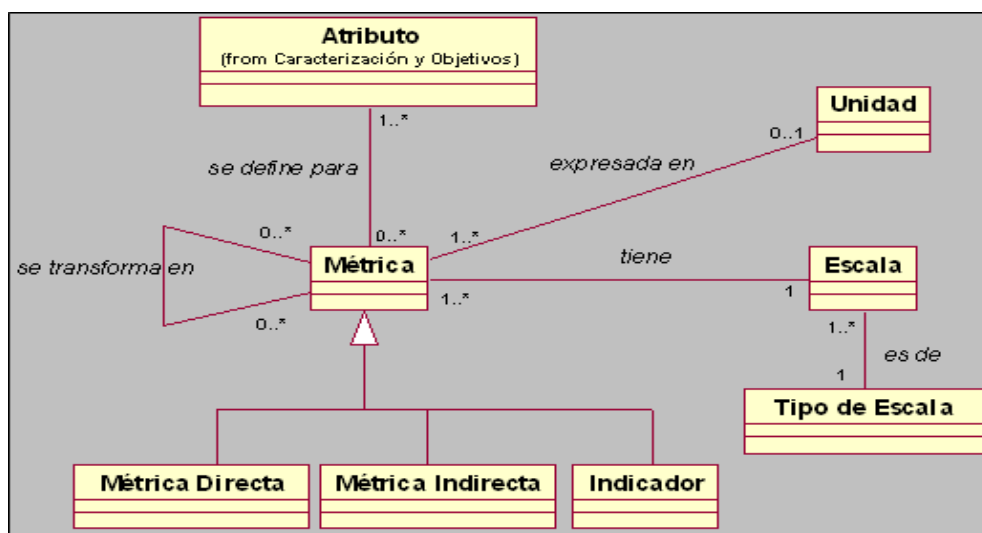 Atributo
(from Caracterización y Objetivos)
1..*
se define para
0..*
Unidad
0..1
expresada en
1..*
se transforma en
0..*
0..*
Métrica
tiene
1..*
1
Escala
1..*
es de
1
Tipo de Escala
Métrica Directa
Métrica Indirecta
Indicador